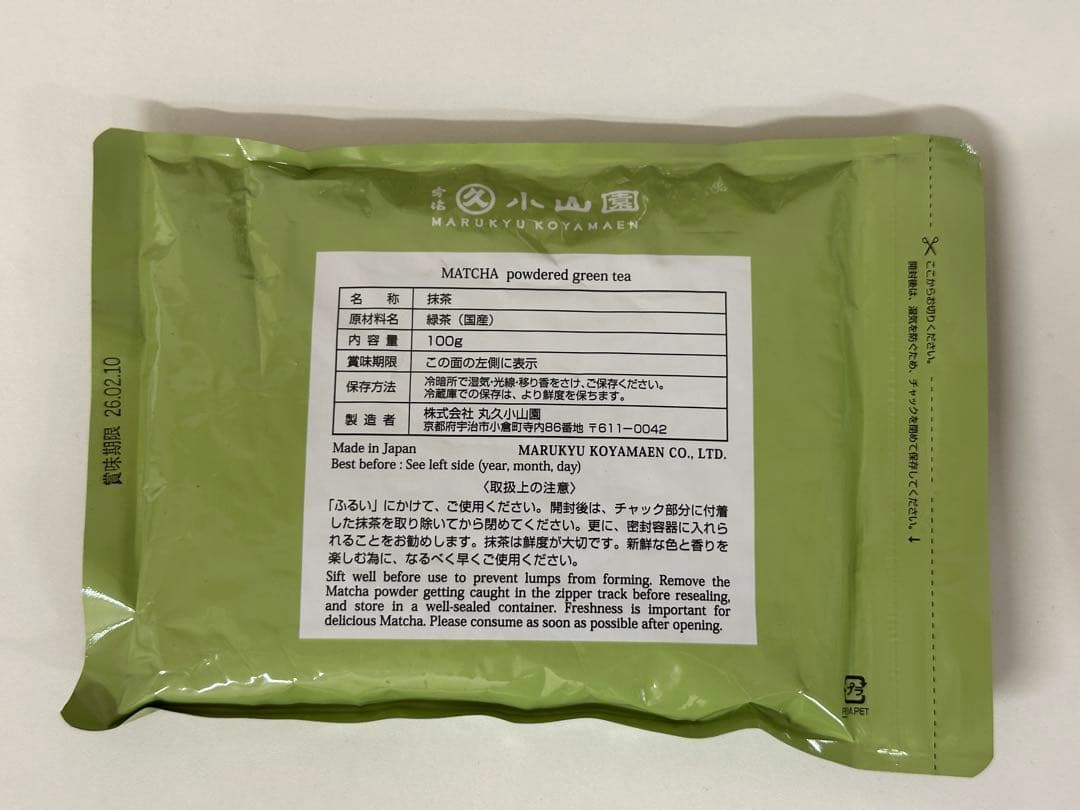 宇治 久 小山園
MARUKYU KOYAMAEN
MATCHA powdered green tea
名 称 抹茶
原材料名 緑茶（国産）
内 容 量 100g
賞味期限 この面の左側に表示
保存方法 冷暗所で湿気・光線・移り香をさけ、ご保存ください。
冷蔵庫での保存は、より鮮度を保ちます。
製 造 者 株式会社 丸久小山園
京都府宇治市小倉町寺内86番地 〒611-0042
Made in Japan MARUKYU KOYAMAEN CO., LTD.
Best before : See left side (year, month, day)
〈取扱上の注意〉
「ふるい」にかけて、ご使用ください。開封後は、チャック部分に付着
した抹茶を取り除いてから閉めてください。更に、密封容器に入れら
れることをお勧めします。抹茶は鮮度が大切です。新鮮な色と香りを
楽しむ為に、なるべく早くご使用ください。
Sift well before use to prevent lumps from forming. Remove the
Matcha powder getting caught in the zipper track before resealing,
and store in a well-sealed container. Freshness is important for
delicious Matcha. Please consume as soon as possible after opening.
賞味期限 26.02.10
ここからお切りください。
開封後は、湿気を防ぐため、チャックを閉めて保存してください。
プラ